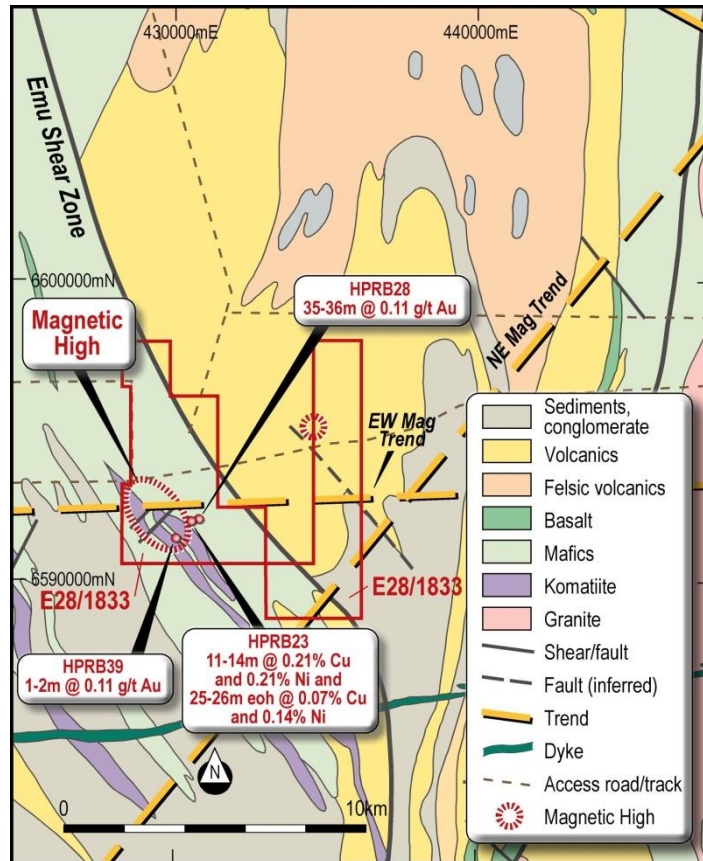 430000mE
440000mE
Emu Shear Zone
6600000mN
HPRB28
35-36m @ 0.11 g/t Au
Magnetic
High
NE Mag Trend
EW Mag
Trend
6590000mN
E28/1833
E28/1833
HPRB39
1-2m @ 0.11 g/t Au
HPRB23
11-14m @ 0.21% Cu
and 0.21% Ni and
25-26m eoh @ 0.07% Cu
and 0.14% Ni
N
0
10km
Sediments,
conglomerate
Volcanics
Felsic volcanics
Basalt
Mafics
Komatiite
Granite
Shear/fault
Fault (inferred)
Trend
Dyke
Access road/track
Magnetic High